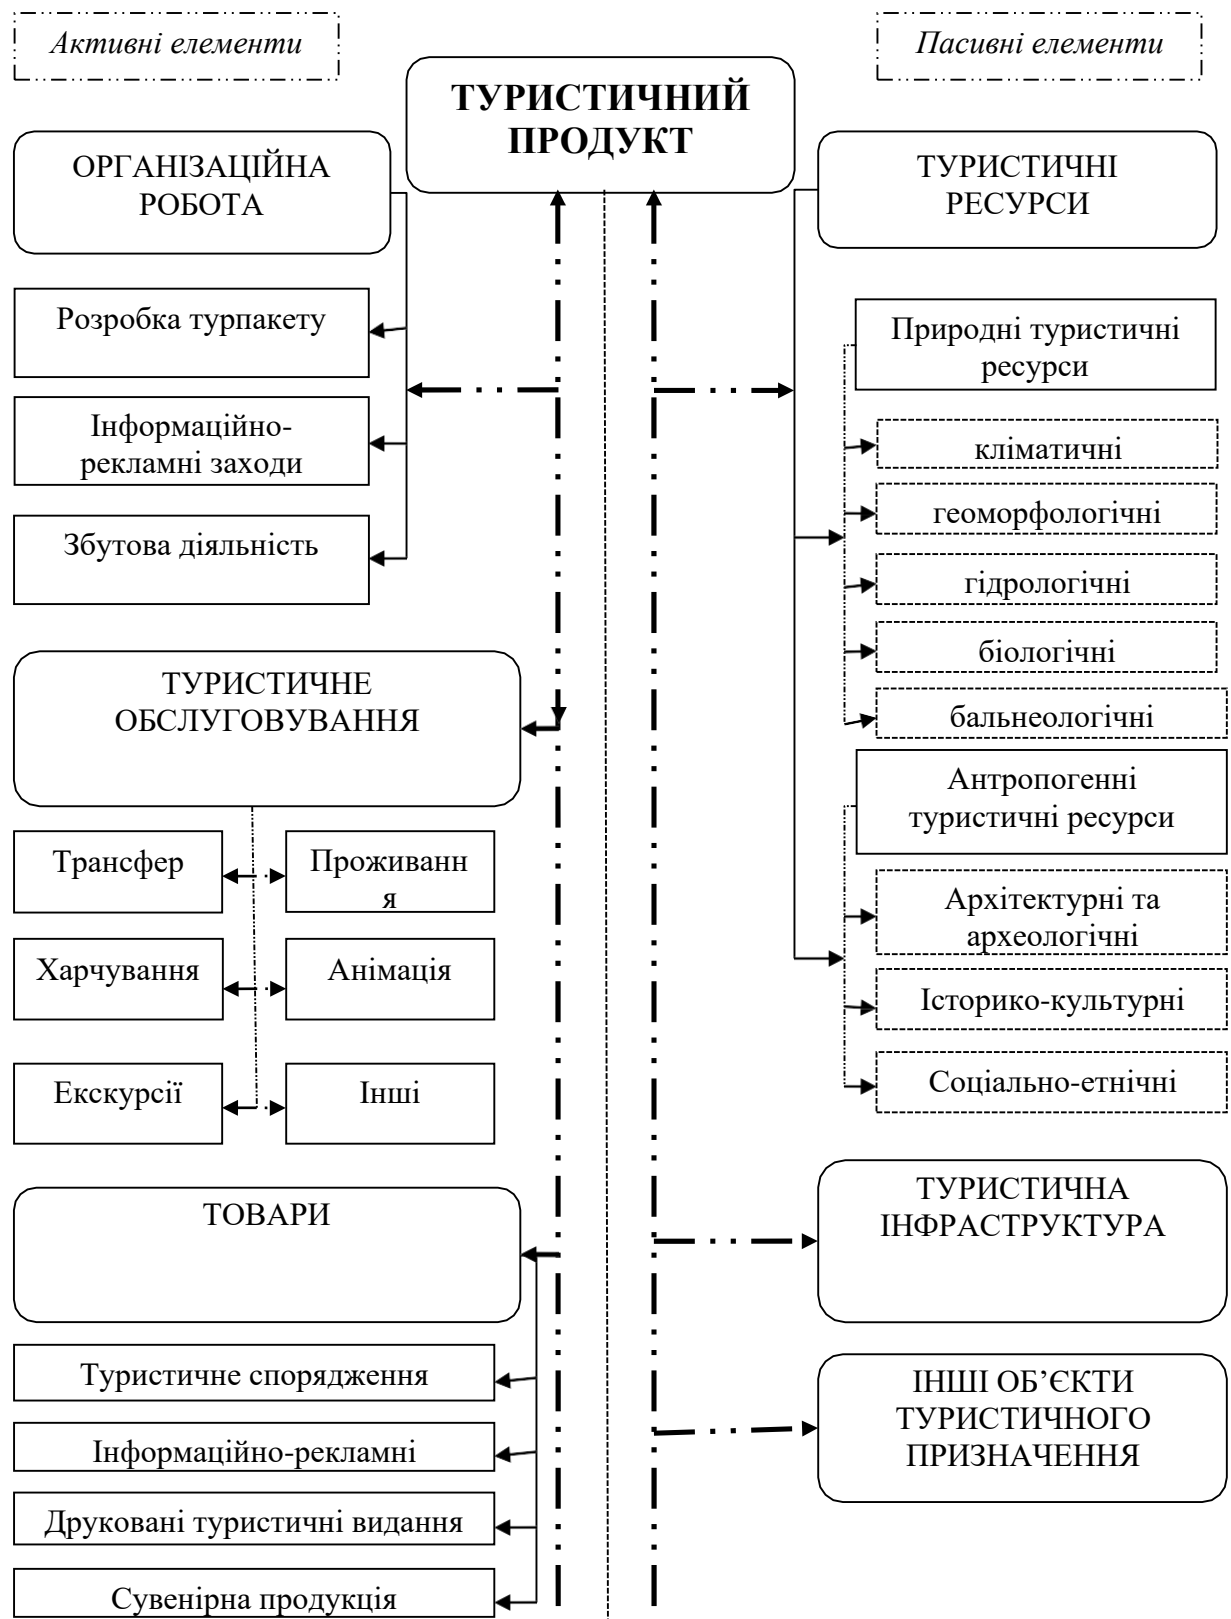 Активні елементи
Пасивні елементи
ТУРИСТИЧНИЙ
ПРОДУКТ
ОРГАНІЗАЦІЙНА
РОБОТА
Розробка турпакету
Інформаційно-
рекламні заходи
Збутова діяльність
ТУРИСТИЧНЕ
ОБСЛУГОВУВАННЯ
Трансфер
Проживанн
я
Харчування
Анімація
Екскурсії
Інші
ТОВАРИ
Туристичне спорядження
Інформаційно-рекламні
Друковані туристичні видання
Сувенірна продукція
ТУРИСТИЧНІ
РЕСУРСИ
Природні туристичні
ресурси
кліматичні
геоморфологічні
гідрологічні
біологічні
бальнеологічні
Антропогенні
туристичні ресурси
Архітектурні та
археологічні
Історико-культурні
Соціально-етнічні
ТУРИСТИЧНА
ІНФРАСТРУКТУРА
ІНШІ ОБ’ЄКТИ
ТУРИСТИЧНОГО
ПРИЗНАЧЕННЯ